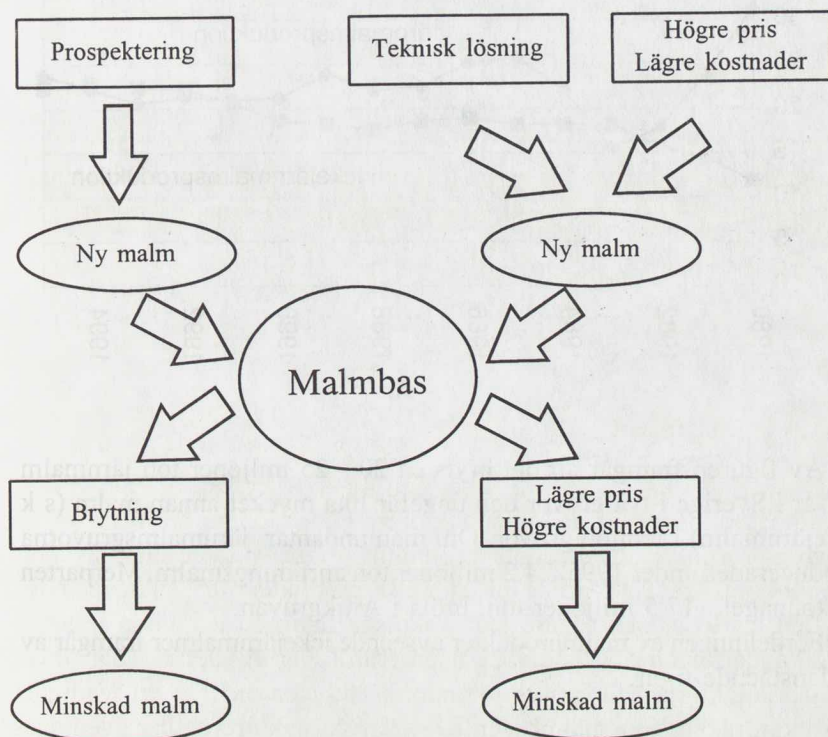 Prospektering
Teknisk lösning
Högre pris
Lägre kostnader
Ny malm
Ny malm
Malmbas
Brytning
Lägre pris
Högre kostnader
Minskad malm
Minskad malm